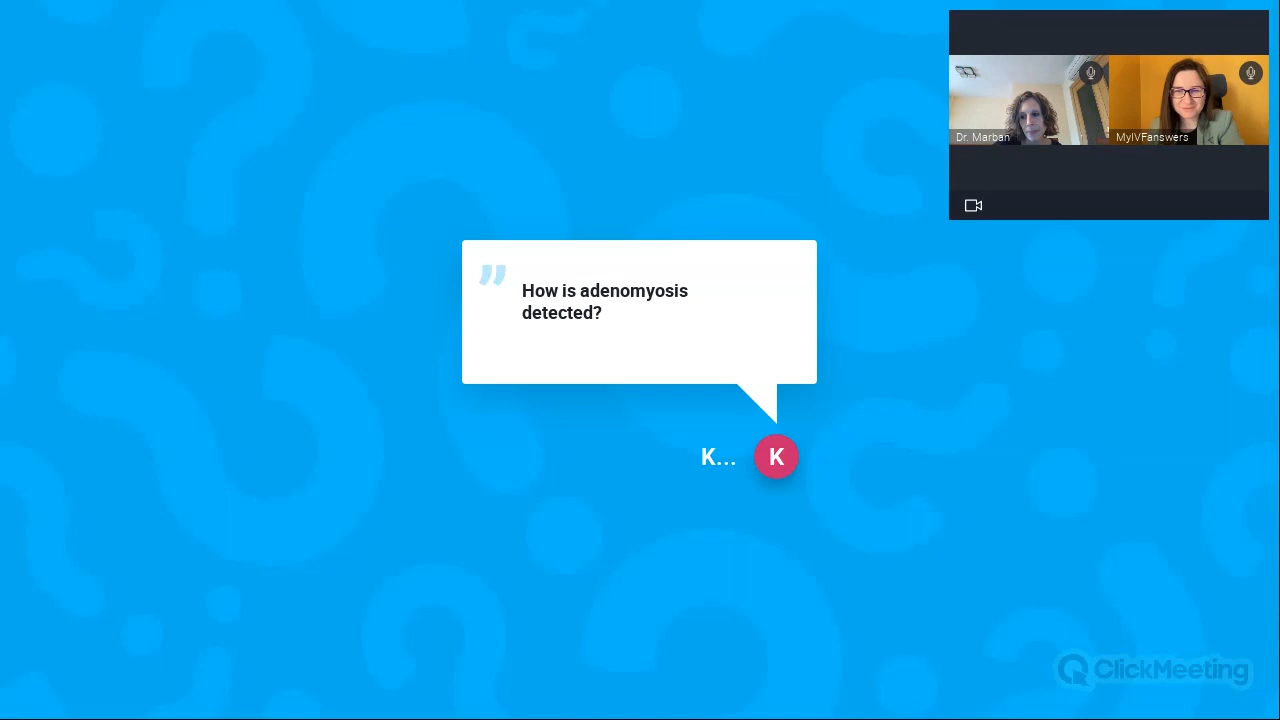 Dr. Marban
MyIVFanswers
”
How is adenomyosis
detected?
K...
K
ClickMeeting